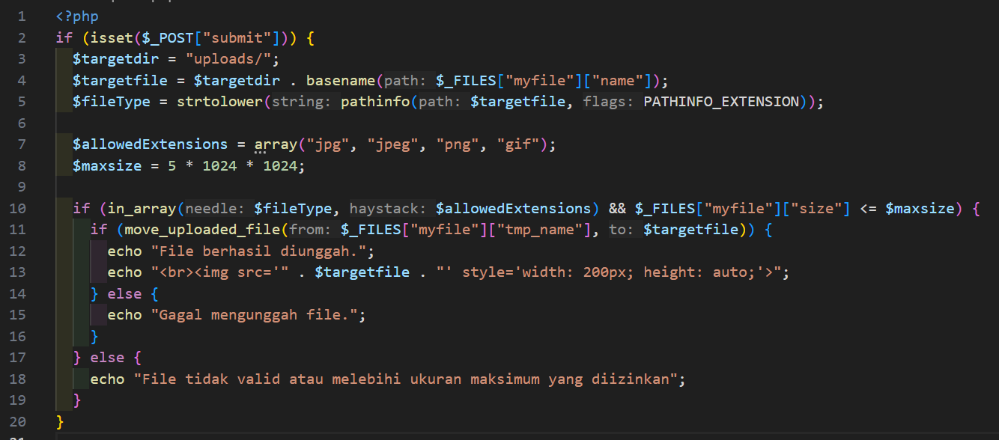 1 <?php
2 if (isset($_POST["submit"])) {
3 $targetdir = "uploads/";
4 $targetfile = $targetdir . basename(path: $_FILES["myfile"]["name"]);
5 $fileType = strtolower(string: pathinfo(path: $targetfile, flags: PATHINFO_EXTENSION));
6
7 $allowedExtensions = array("jpg", "jpeg", "png", "gif");
8 $maxsize = 5 * 1024 * 1024;
9
10 if (in_array(needle: $fileType, haystack: $allowedExtensions) && $_FILES["myfile"]["size"] <= $maxsize) {
11 if (move_uploaded_file(from: $_FILES["myfile"]["tmp_name"], to: $targetfile)) {
12 echo "File berhasil diunggah.";
13 echo "<br><img src='" . $targetfile . "' style='width: 200px; height: auto;'>";
14 } else {
15 echo "Gagal mengunggah file.";
16 }
17 } else {
18 echo "File tidak valid atau melebihi ukuran maksimum yang diizinkan";
19 }
20 }